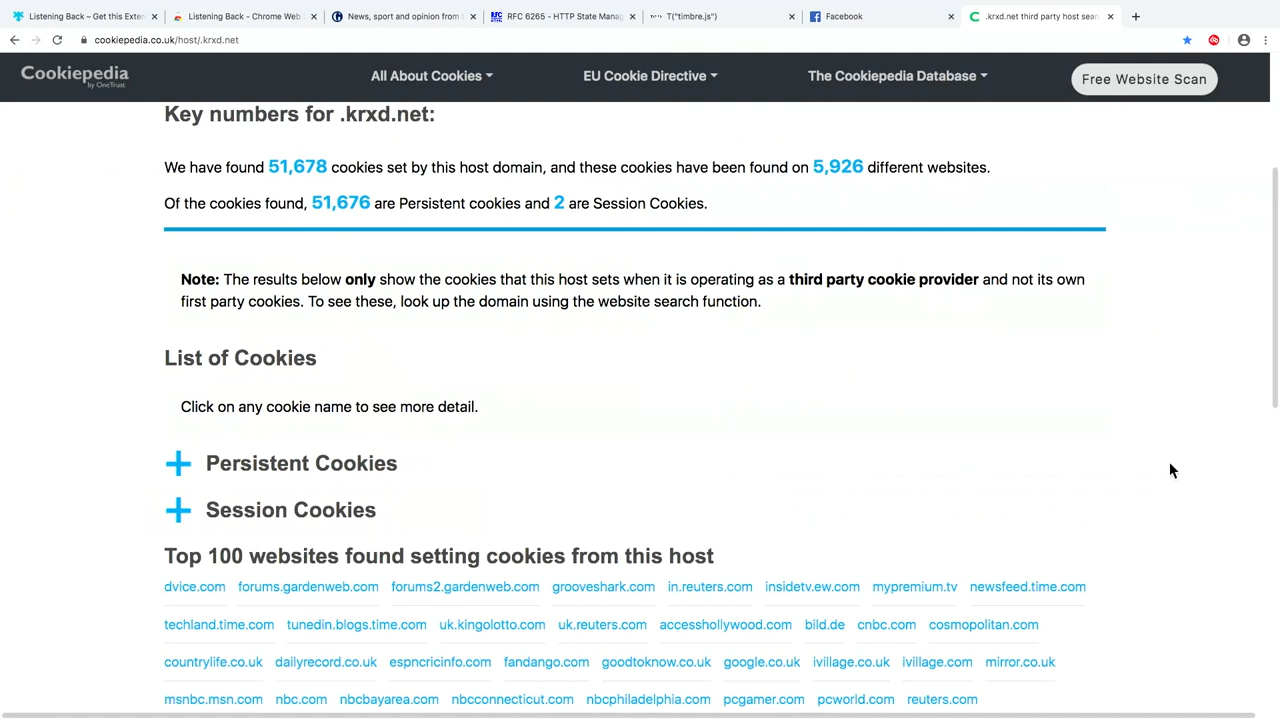 Listening Back – Get this Exten
Listening Back - Chrome Web
News, sport and opinion from t
RFC 6265 - HTTP State Manag
T("timbre.js")
Facebook
.krxd.net third party host sear
cookiepedia.co.uk/host/.krxd.net
Cookiepedia
by OneTrust
All About Cookies
EU Cookie Directive
The Cookiepedia Database
Free Website Scan
Key numbers for .krxd.net:
We have found 51,678 cookies set by this host domain, and these cookies have been found on 5,926 different websites.
Of the cookies found, 51,676 are Persistent cookies and 2 are Session Cookies.
Note: The results below only show the cookies that this host sets when it is operating as a third party cookie provider and not its own
first party cookies. To see these, look up the domain using the website search function.
List of Cookies
Click on any cookie name to see more detail.
Persistent Cookies
Session Cookies
Top 100 websites found setting cookies from this host
dvice.com forums.gardenweb.com forums2.gardenweb.com grooveshark.com in.reuters.com insidetv.ew.com mypremium.tv newsfeed.time.com
techland.time.com tunedin.blogs.time.com uk.kingolotto.com uk.reuters.com accesshollywood.com bild.de cnbc.com cosmopolitan.com
countrylife.co.uk dailyrecord.co.uk espncricinfo.com fandango.com goodtoknow.co.uk google.co.uk ivillage.co.uk ivillage.com mirror.co.uk
msnbc.msn.com nbc.com nbcbayarea.com nbcconnecticut.com nbcphiladelphia.com pcgamer.com pcworld.com reuters.com